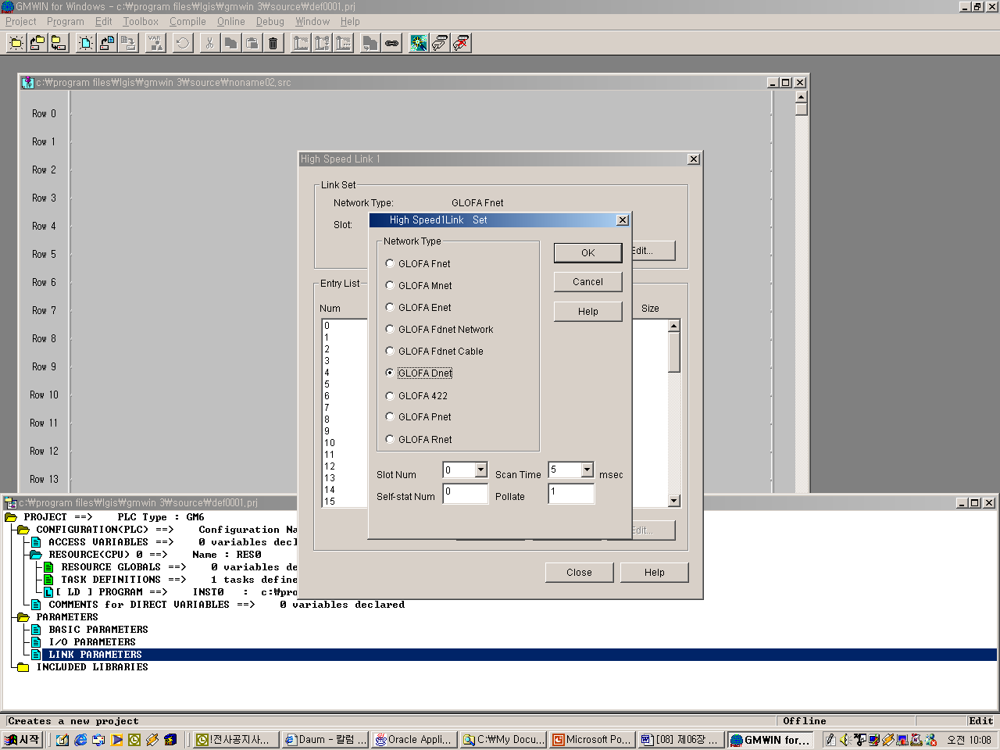 GMWIN for Windows - c:\program files\lgis\gmwin 3\source\def0001.prj
Project Program Edit Toolbox Compile Online Debug Window Help
c:\program files\lgis\gmwin 3\source\noname02.src
Row 0
Row 1
Row 2
Row 3
Row 4
Row 5
Row 6
Row 7
Row 8
Row 9
Row 10
Row 11
Row 12
Row 13
High Speed Link 1
Link Set
Network Type: GLOFA Fnet
Slot:
Edit...
Entry List
Num Size
0
1
2
3
4
5
6
7
8
9
10
11
12
13
14
15
Edit...
Close Help
High Speed1Link Set
Network Type
GLOFA Fnet
GLOFA Mnet
GLOFA Enet
GLOFA Fdnet Network
GLOFA Fdnet Cable
GLOFA Dnet
GLOFA 422
GLOFA Pnet
GLOFA Rnet
OK
Cancel
Help
Slot Num 0 Scan Time 5 msec
Self-stat Num 0 Pollate 1
c:\program files\lgis\gmwin 3\source\def0001.prj
PROJECT ==> PLC Type : GM6
CONFIGURATION(PLC) ==> Configuration Na
ACCESS VARIABLES ==> 0 variables decl
RESOURCE(CPU) 0 ==> Name : RES0
RESOURCE GLOBALS ==> 0 variables de
TASK DEFINITIONS ==> 1 tasks define
[ LD ] PROGRAM ==> INST0 : c:\pro
COMMENTS for DIRECT VARIABLES ==> 0 variables declared
PARAMETERS
BASIC PARAMETERS
I/O PARAMETERS
LINK PARAMETERS
INCLUDED LIBRARIES
Creates a new project Offline Edit
시작 !전사공지사... Daum - 칼럼 ... Oracle Appli... C:\My Docu... Microsoft Po... [08] 제06장 ... GMWIN for... 오전 10:08